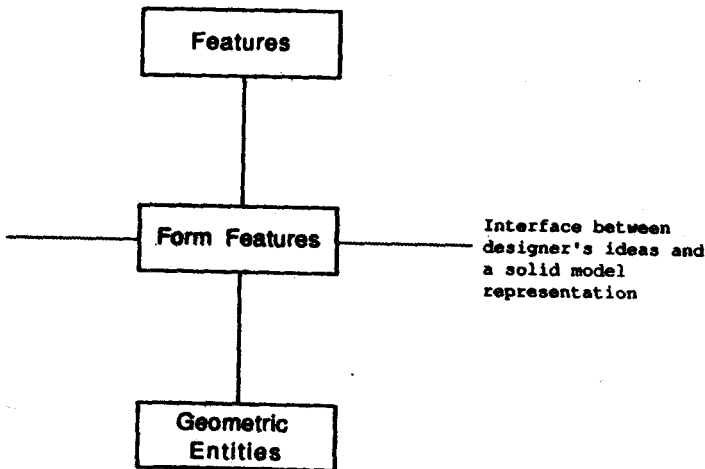 Features
Form Features
Interface between
designer's ideas and
a solid model
representation
Geometric
Entities